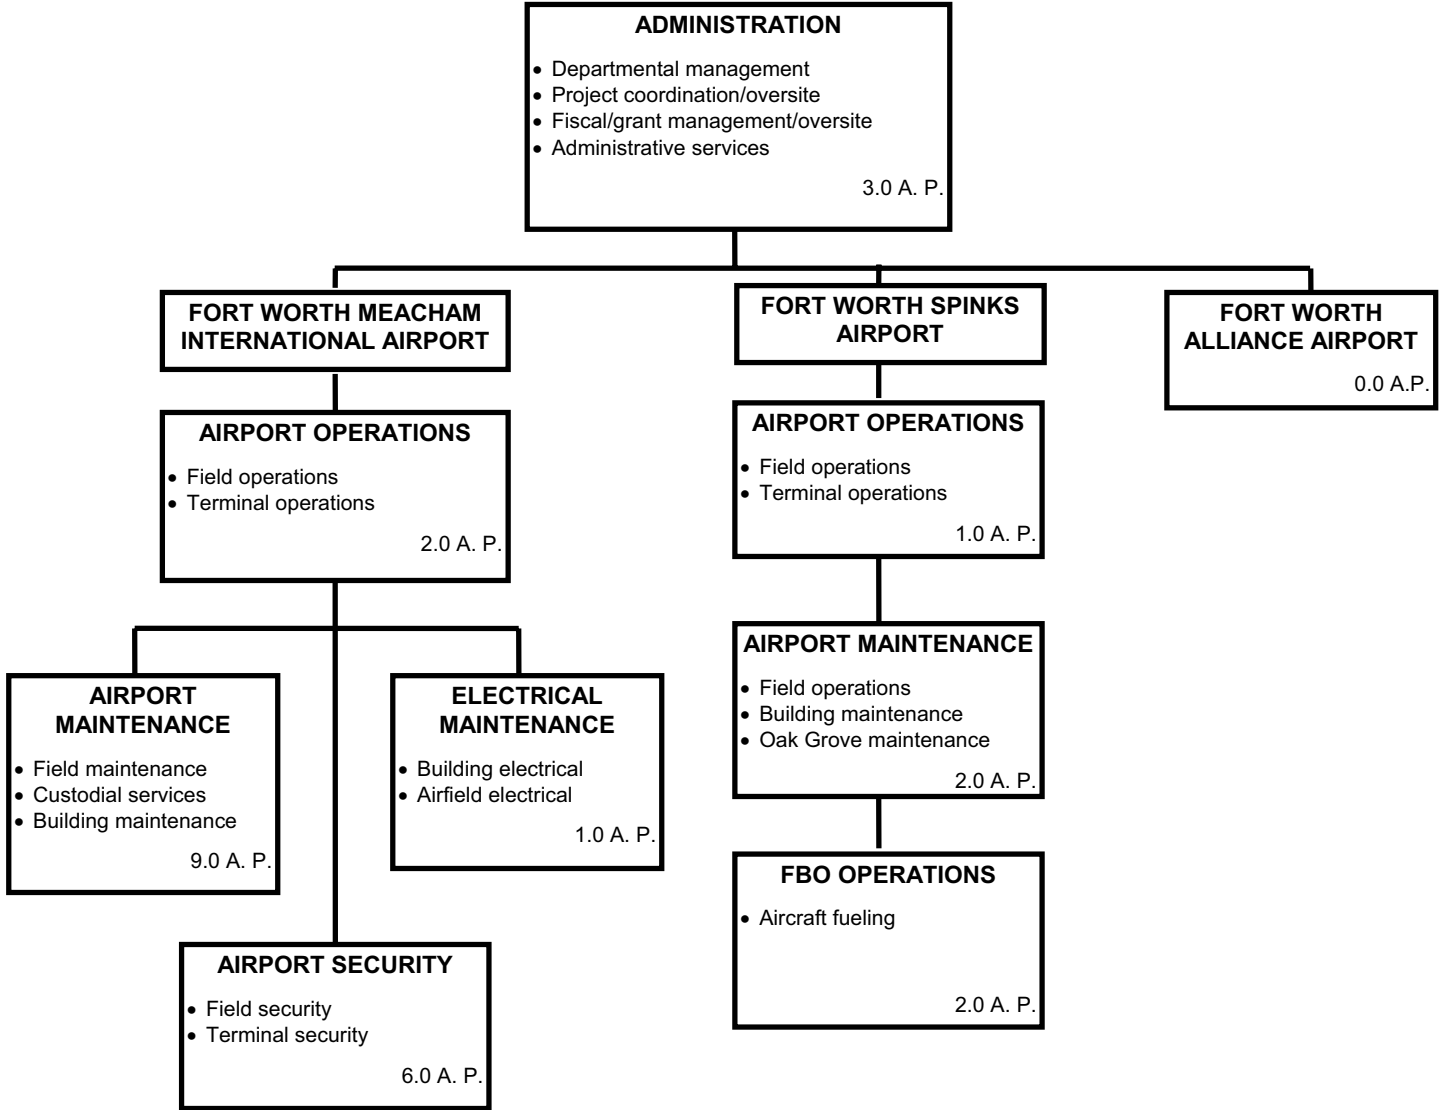 ADMINISTRATION
• Departmental management
• Project coordination/oversite
• Fiscal/grant management/oversite
• Administrative services
3.0 A. P.
FORT WORTH MEACHAM
INTERNATIONAL AIRPORT
FORT WORTH SPINKS
AIRPORT
FORT WORTH
ALLIANCE AIRPORT
0.0 A.P.
AIRPORT OPERATIONS
• Field operations
• Terminal operations
2.0 A. P.
AIRPORT OPERATIONS
• Field operations
• Terminal operations
1.0 A. P.
AIRPORT
MAINTENANCE
• Field maintenance
• Custodial services
• Building maintenance
9.0 A. P.
ELECTRICAL
MAINTENANCE
• Building electrical
• Airfield electrical
1.0 A. P.
AIRPORT MAINTENANCE
• Field operations
• Building maintenance
• Oak Grove maintenance
2.0 A. P.
AIRPORT SECURITY
• Field security
• Terminal security
6.0 A. P.
FBO OPERATIONS
• Aircraft fueling
2.0 A. P.